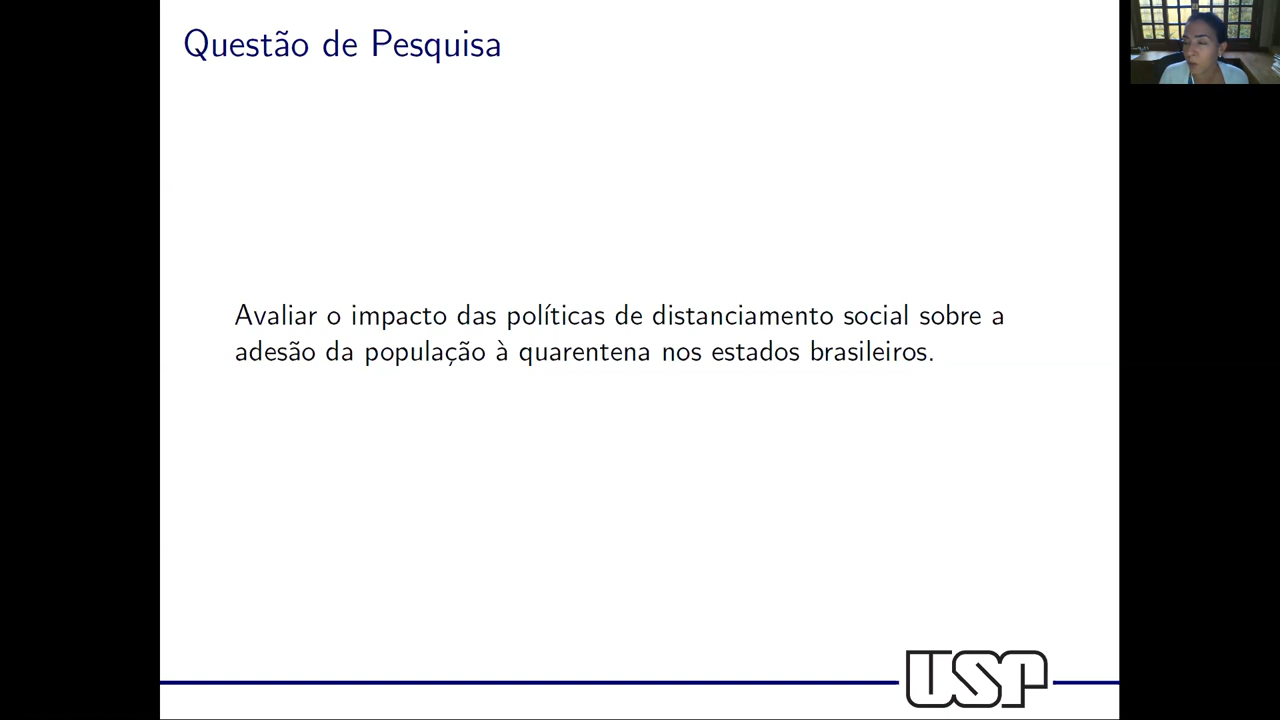 Questão de Pesquisa
Avaliar o impacto das políticas de distanciamento social sobre a
adesão da população à quarentena nos estados brasileiros.
USP